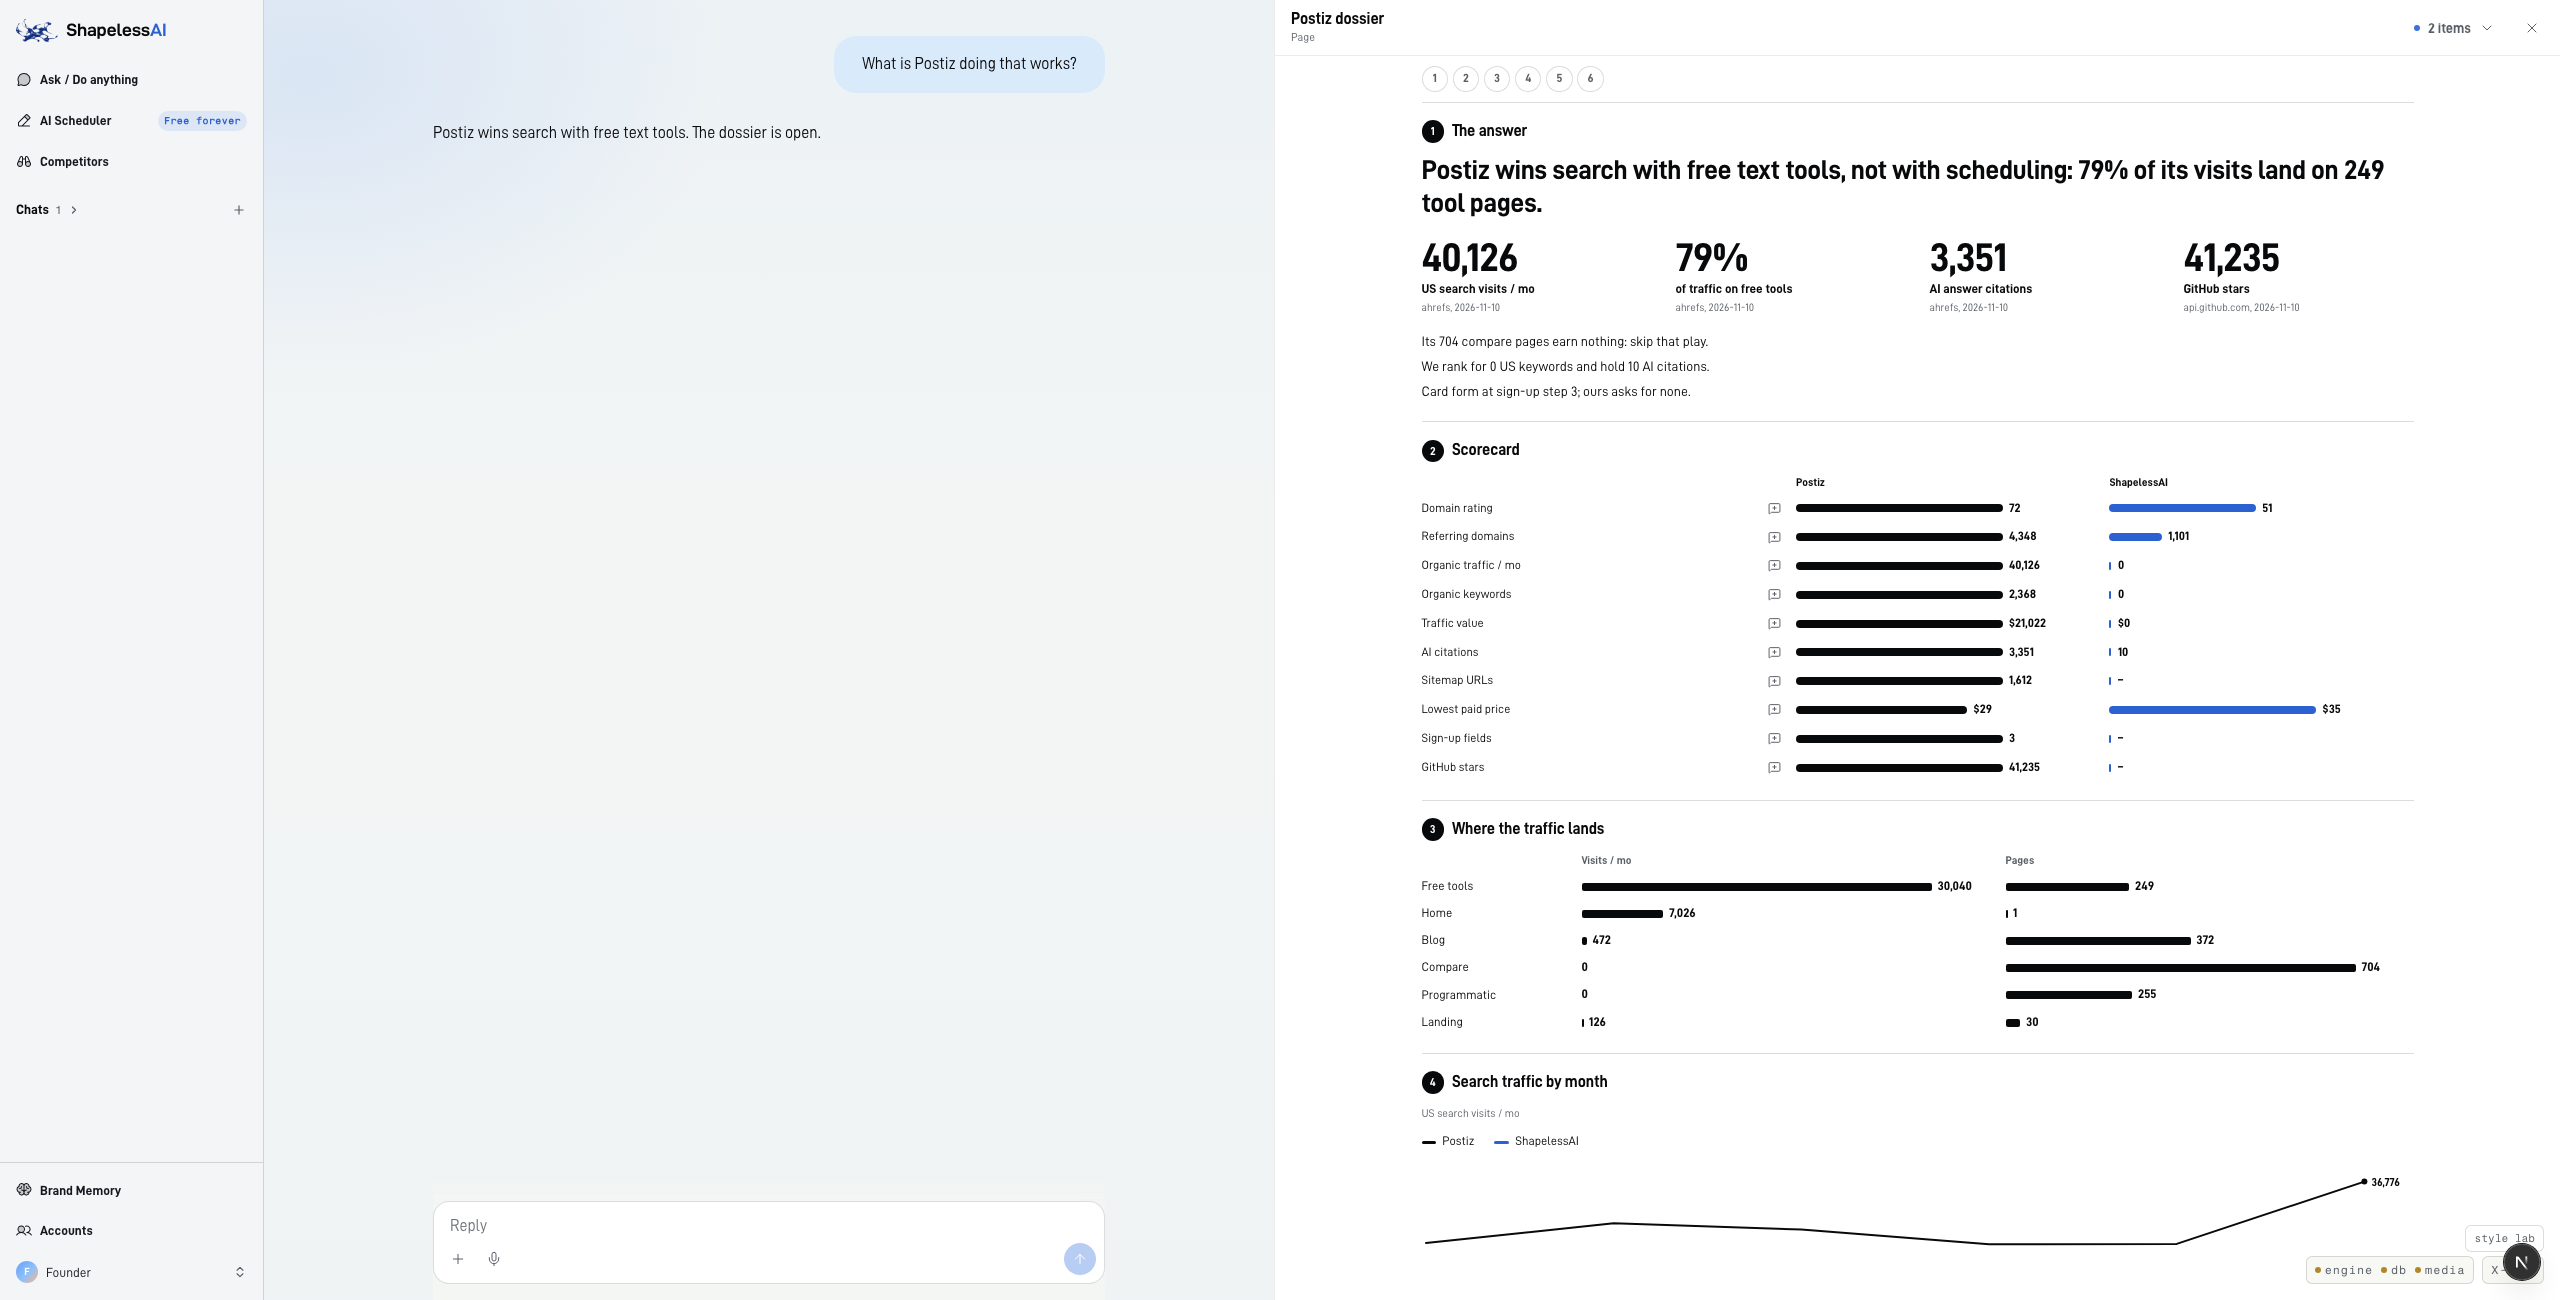 ShapelessAI
Ask / Do anything
AI Scheduler
Free forever
Competitors
Chats 1
Brand Memory
Accounts
F
Founder
What is Postiz doing that works?
Postiz wins search with free text tools. The dossier is open.
Reply
Postiz dossier
Page
2 items
1 2 3 4 5 6
1 The answer
Postiz wins search with free text tools, not with scheduling: 79% of its visits land on 249
tool pages.
40,126 79% 3,351 41,235
US search visits / mo of traffic on free tools AI answer citations GitHub stars
ahrefs, 2026-11-10 ahrefs, 2026-11-10 ahrefs, 2026-11-10 api.github.com, 2026-11-10
Its 704 compare pages earn nothing: skip that play.
We rank for 0 US keywords and hold 10 AI citations.
Card form at sign-up step 3; ours asks for none.
2 Scorecard
Postiz ShapelessAI
Domain rating 72 51
Referring domains 4,348 1,101
Organic traffic / mo 40,126 0
Organic keywords 2,368 0
Traffic value $21,022 $0
AI citations 3,351 10
Sitemap URLs 1,612 –
Lowest paid price $29 $35
Sign-up fields 3 –
GitHub stars 41,235 –
3 Where the traffic lands
Visits / mo Pages
Free tools 30,040 249
Home 7,026 1
Blog 472 372
Compare 0 704
Programmatic 0 255
Landing 126 30
4 Search traffic by month
US search visits / mo
Postiz ShapelessAI
36,776
style lab
engine db media
N